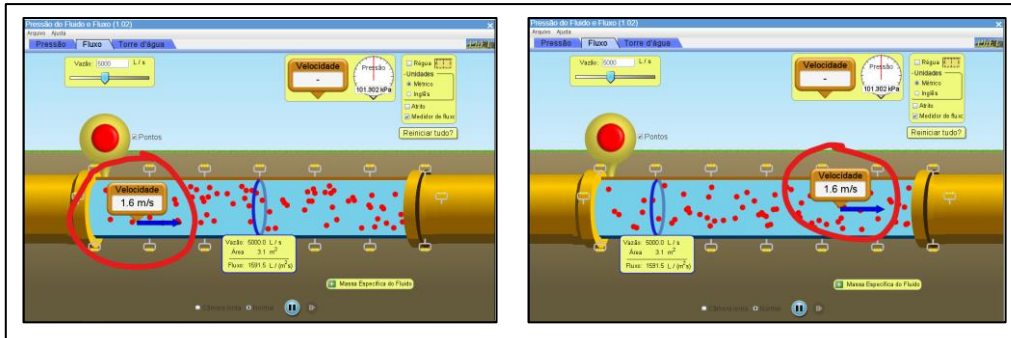 Pressão do Fluido e Fluxo (1.02)
Arquivo Ajuda
Pressão Fluxo Torre d'água
Vazão: 5000 L / s
Velocidade
-
Pressão
101.302 kPa
Régua
Unidades
Métrico
Inglês
Atrito
Medidor de fluxo
Reiniciar tudo?
Pontos
Velocidade
1.6 m/s
Vazão: 5000.0 L / s
Área 3.1 m²
Fluxo: 1591.5 L / (m²s)
Massa Específica do Fluido
Pressão do Fluido e Fluxo (1.02)
Arquivo Ajuda
Pressão Fluxo Torre d'água
Vazão: 5000 L / s
Velocidade
-
Pressão
101.302 kPa
Régua
Unidades
Métrico
Inglês
Atrito
Medidor de fluxo
Reiniciar tudo?
Pontos
Velocidade
1.6 m/s
Vazão: 5000.0 L / s
Área 3.1 m²
Fluxo: 1591.5 L / (m²s)
Massa Específica do Fluido